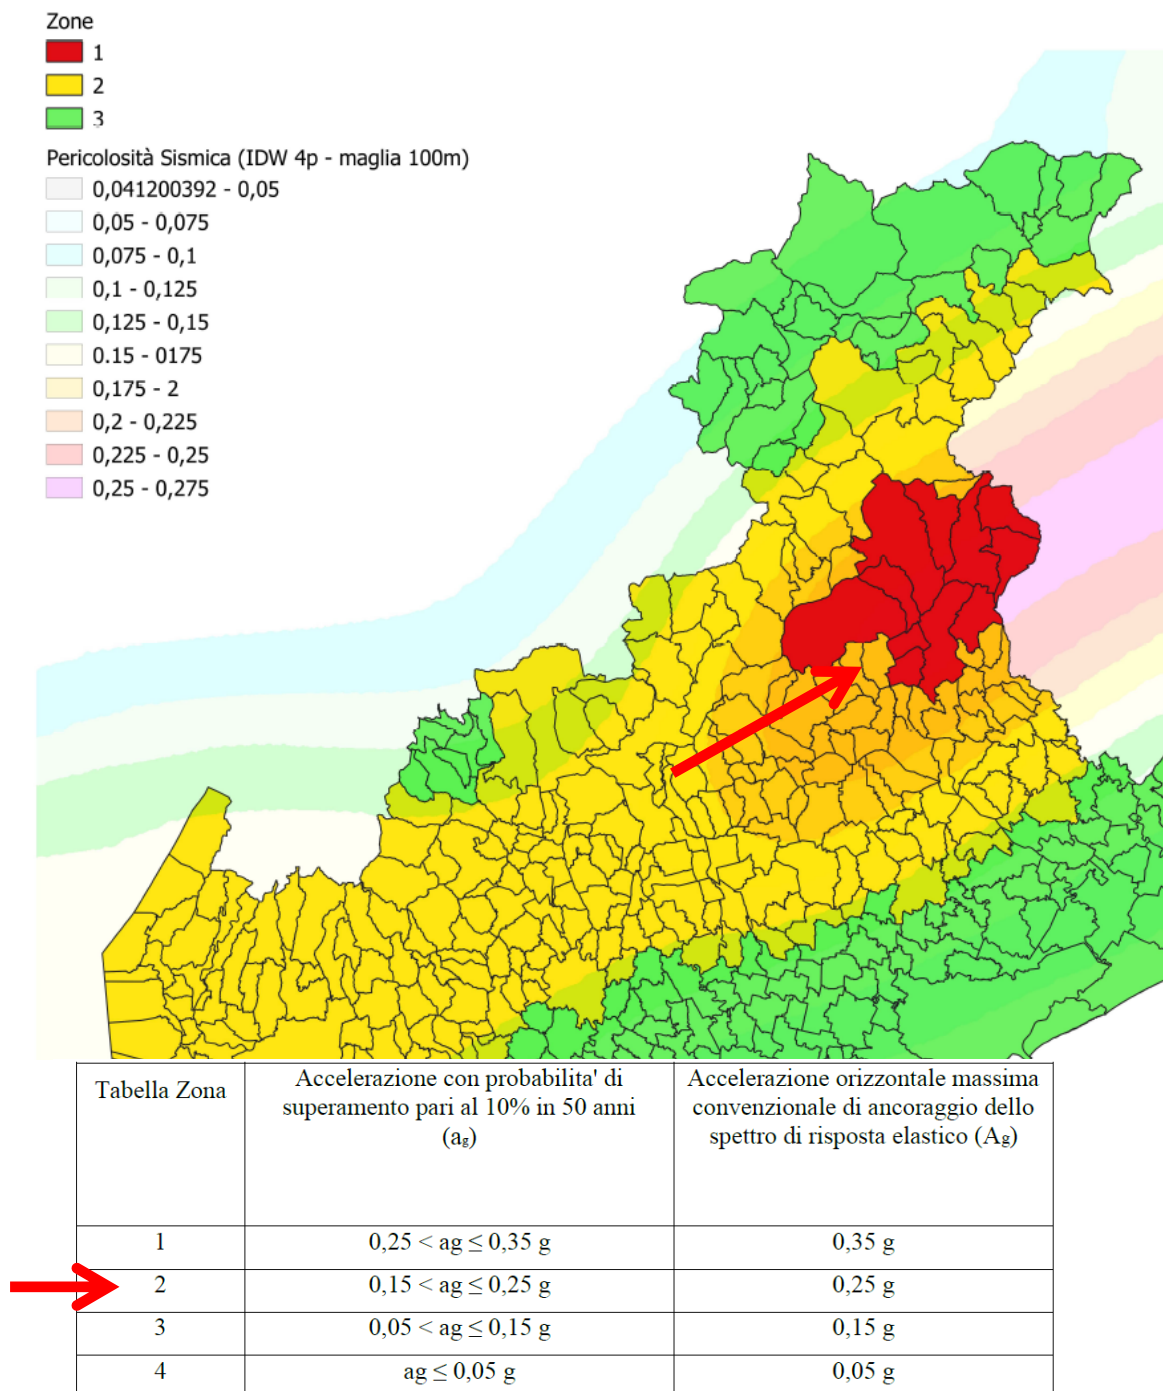 Zone
1
2
3
Pericolosità Sismica (IDW 4p - maglia 100m)
0,041200392 - 0,05
0,05 - 0,075
0,075 - 0,1
0,1 - 0,125
0,125 - 0,15
0.15 - 0175
0,175 - 2
0,2 - 0,225
0,225 - 0,25
0,25 - 0,275
Tabella Zona
Accelerazione con probabilita' di
superamento pari al 10% in 50 anni
(ag)
Accelerazione orizzontale massima
convenzionale di ancoraggio dello
spettro di risposta elastico (Ag)
1 0,25 < ag ≤ 0,35 g 0,35 g
2 0,15 < ag ≤ 0,25 g 0,25 g
3 0,05 < ag ≤ 0,15 g 0,15 g
4 ag ≤ 0,05 g 0,05 g